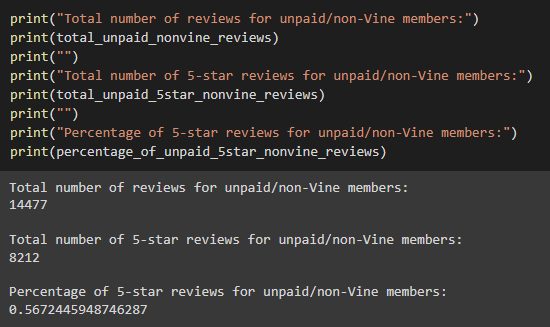 print("Total number of reviews for unpaid/non-Vine members:")
print(total_unpaid_nonvine_reviews)
print("")
print("Total number of 5-star reviews for unpaid/non-Vine members:")
print(total_unpaid_5star_nonvine_reviews)
print("")
print("Percentage of 5-star reviews for unpaid/non-Vine members:")
print(percentage_of_unpaid_5star_nonvine_reviews)
Total number of reviews for unpaid/non-Vine members:
14477
Total number of 5-star reviews for unpaid/non-Vine members:
8212
Percentage of 5-star reviews for unpaid/non-Vine members:
0.5672445948746287